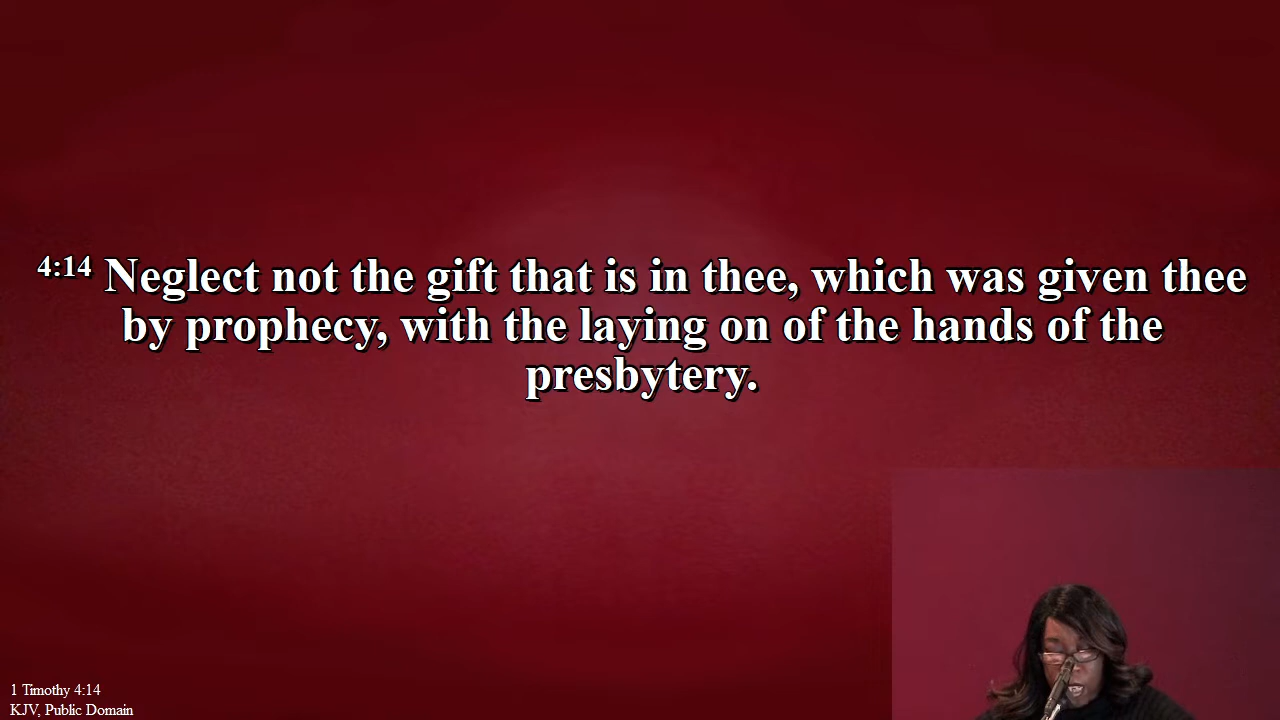 4:14 Neglect not the gift that is in thee, which was given thee
by prophecy, with the laying on of the hands of the
presbytery.
1 Timothy 4:14
KJV, Public Domain